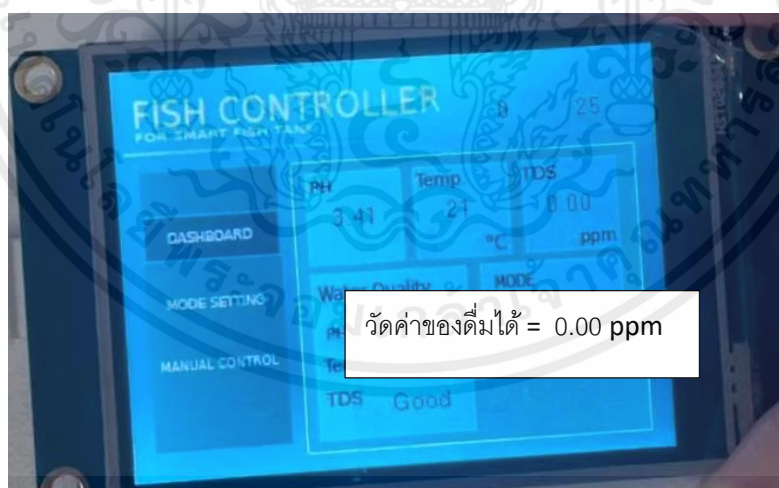 FISH CONTROLLER
FOR SMART FISH TANK
25
PH
Temp
TDS
3.41
21
0.00
°C
ppm
DASHBOARD
MODE SETTING
MANUAL CONTROL
Water Quality
MODE
วัดค่าของดื่มได้ = 0.00 ppm
TDS Good